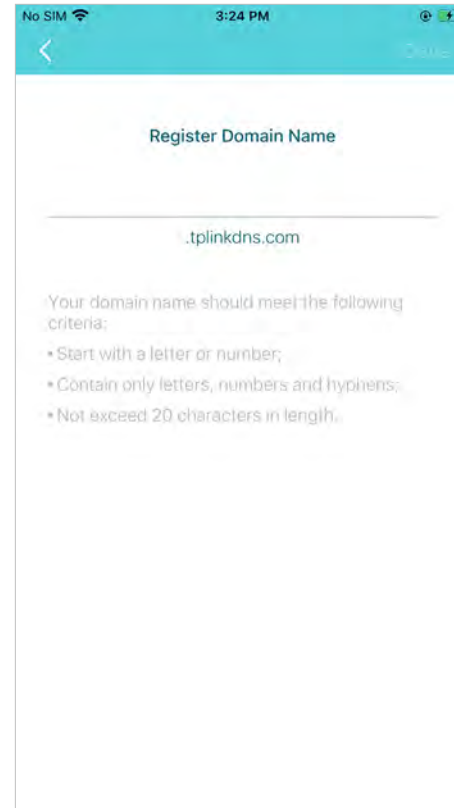 No SIM 3:24 PM
Register Domain Name
.tplinkdns.com
Your domain name should meet the following
criteria:
• Start with a letter or number;
• Contain only letters, numbers and hyphens;
• Not exceed 20 characters in length.